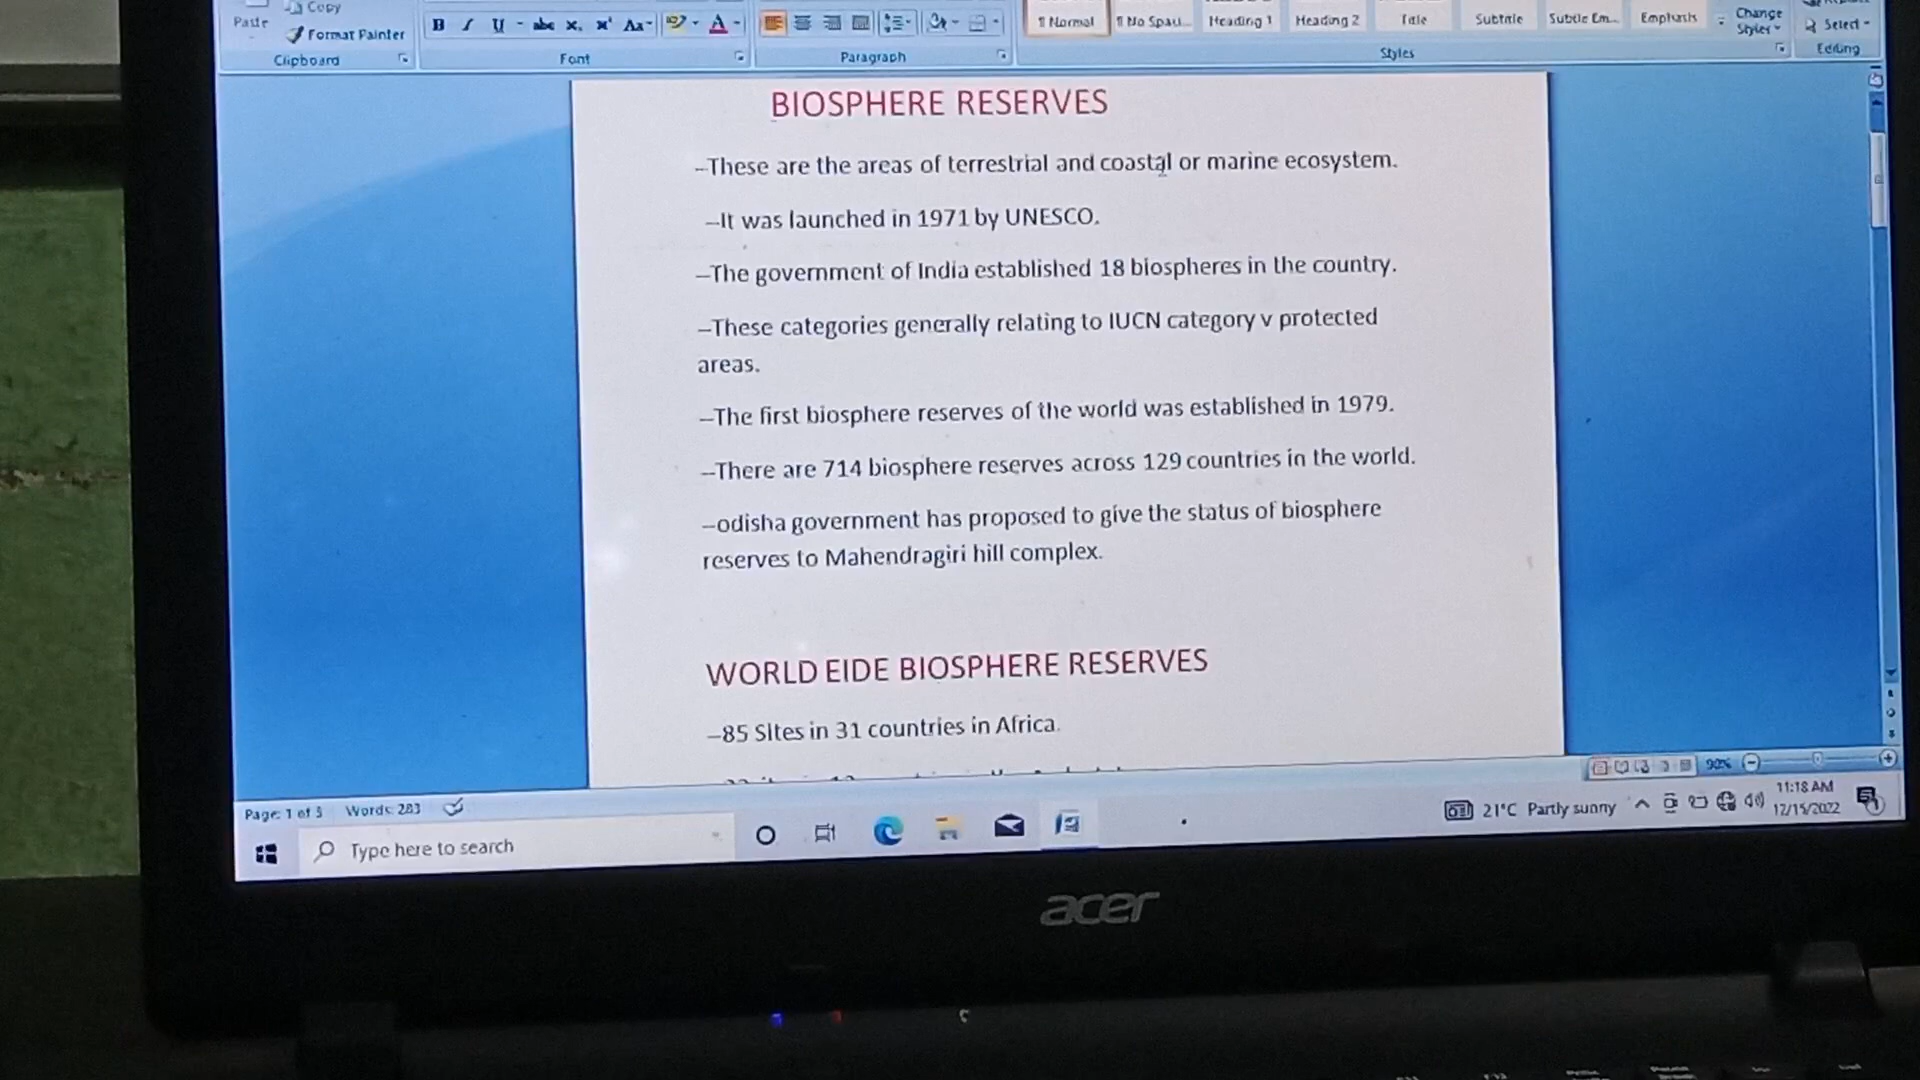 Paste
Copy
Format Painter
Clipboard
B I U abc x, x' Aa A
Font
Paragraph
¶ Normal ¶ No Spaci... Heading 1 Heading 2 Title Subtitle Subtle Em... Emphasis
Change Styles
Styles
Select
Editing
BIOSPHERE RESERVES
–These are the areas of terrestrial and coastal or marine ecosystem.
–It was launched in 1971 by UNESCO.
–The government of India established 18 biospheres in the country.
–These categories generally relating to IUCN category v protected
areas.
–The first biosphere reserves of the world was established in 1979.
–There are 714 biosphere reserves across 129 countries in the world.
–odisha government has proposed to give the status of biosphere
reserves to Mahendragiri hill complex.
WORLD EIDE BIOSPHERE RESERVES
–85 Sites in 31 countries in Africa.
Page: 1 of 3 Words: 283
90%
Type here to search
21°C Partly sunny
11:18 AM
12/15/2022
acer